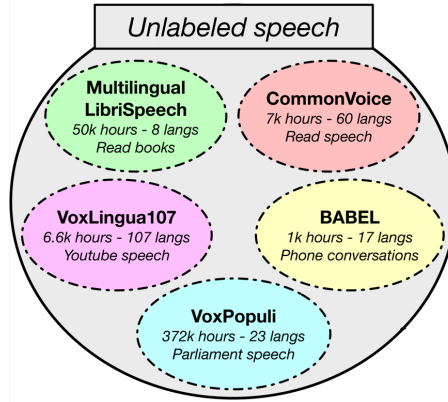 Unlabeled speech
Multilingual
LibriSpeech
50k hours - 8 langs
Read books
CommonVoice
7k hours - 60 langs
Read speech
VoxLingua107
6.6k hours - 107 langs
Youtube speech
BABEL
1k hours - 17 langs
Phone conversations
VoxPopuli
372k hours - 23 langs
Parliament speech